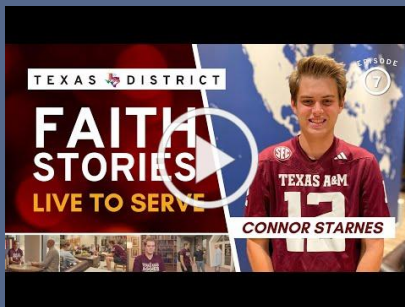 TEXAS DISTRICT
FAITH
STORIES
LIVE TO SERVE
EPISODE
7
SEC
TEXAS A&M
12
CONNOR STARNES